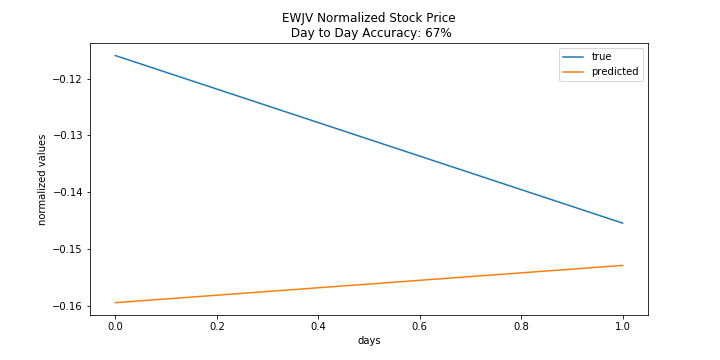 EWJV Normalized Stock Price
Day to Day Accuracy: 67%
true
predicted
normalized values
−0.12
−0.13
−0.14
−0.15
−0.16
0.0 0.2 0.4 0.6 0.8 1.0
days